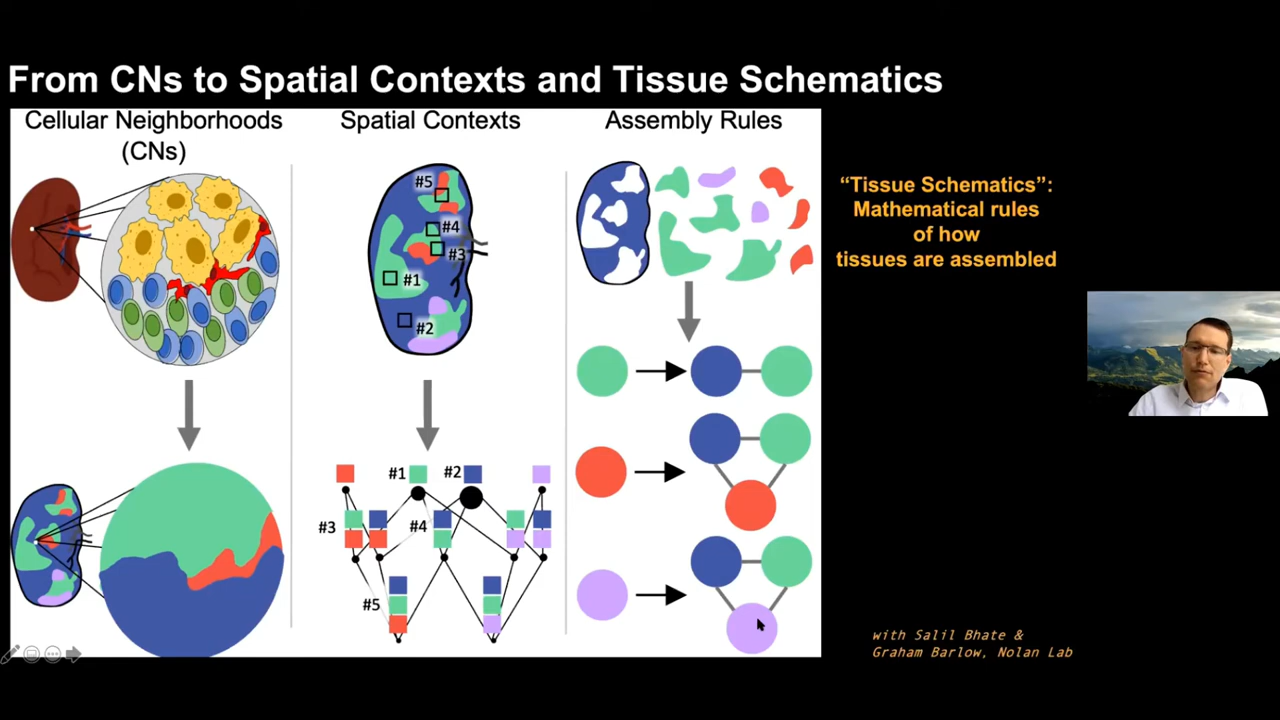 From CNs to Spatial Contexts and Tissue Schematics
Cellular Neighborhoods
(CNs)
Spatial Contexts
#5
#4
#3
#1
#2
#1
#2
#3
#4
#5
Assembly Rules
“Tissue Schematics”:
Mathematical rules
of how
tissues are assembled
with Salil Bhate &
Graham Barlow, Nolan Lab